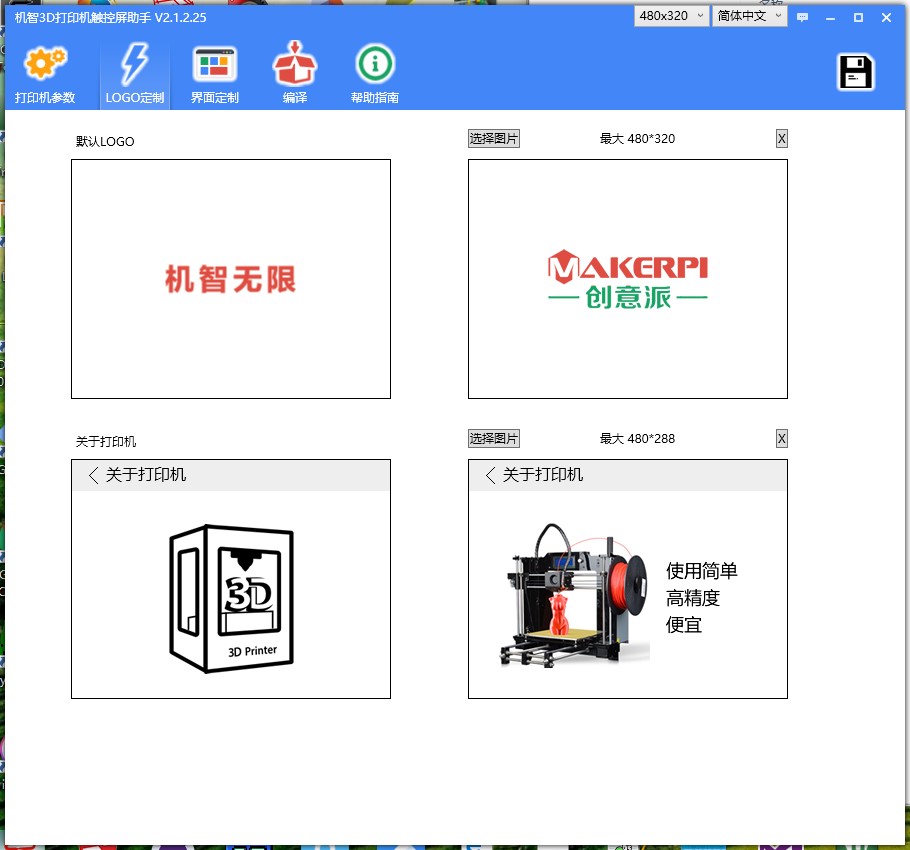 机智3D打印机触控屏助手 V2.1.2.25
480x320
简体中文
打印机参数
LOGO定制
界面定制
编译
帮助指南
默认LOGO
选择图片
最大 480*320
X
机智无限
MAKERPI
创意派
关于打印机
选择图片
最大 480*288
X
关于打印机
3D
3D Printer
关于打印机
使用简单
高精度
便宜